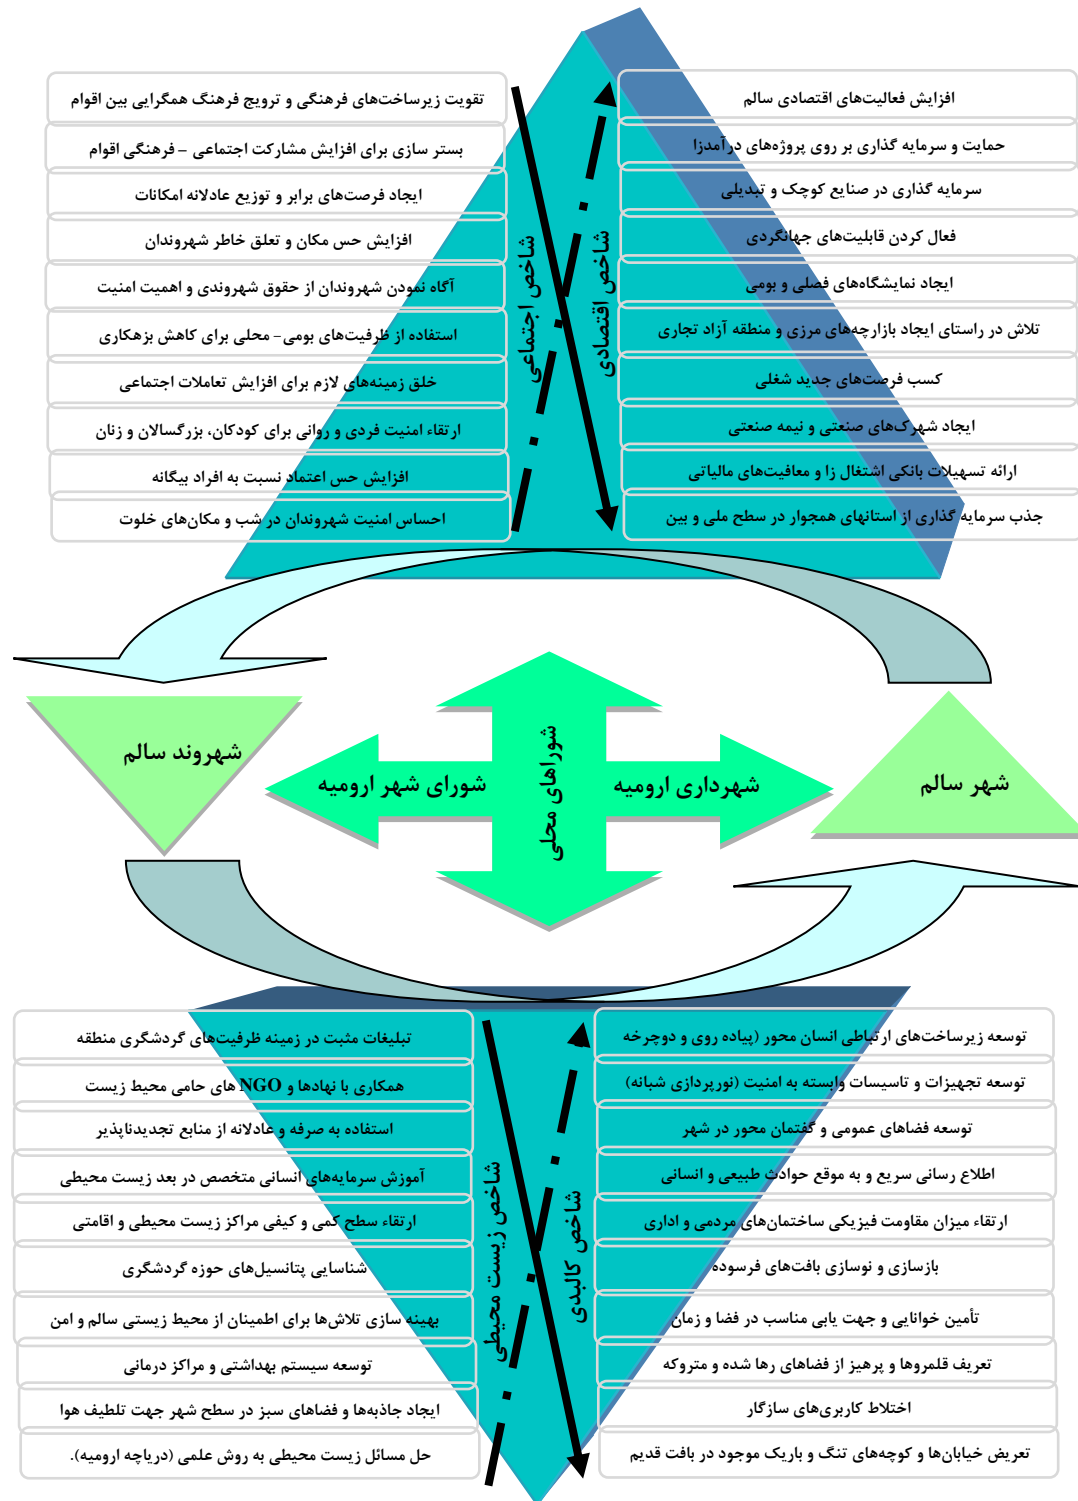 افزایش فعالیت‌های اقتصادی سالم
حمایت و سرمایه گذاری بر روی پروژه‌های درآمدزا
سرمایه گذاری در صنایع کوچک و تبدیلی
فعال کردن قابلیت‌های جهانگردی
ایجاد نمایشگاه‌های فصلی و بومی
تلاش در راستای ایجاد بازارچه‌های مرزی و منطقه آزاد تجاری
کسب فرصت‌های جدید شغلی
ایجاد شهرک‌های صنعتی و نیمه صنعتی
ارائه تسهیلات بانکی اشتغال زا و معافیت‌های مالیاتی
جذب سرمایه گذاری از استانهای همجوار در سطح ملی و بین
شاخص اقتصادی
شاخص اجتماعی
تقویت زیرساخت‌های فرهنگی و ترویج فرهنگ همگرایی بین اقوام
بستر سازی برای افزایش مشارکت اجتماعی – فرهنگی اقوام
ایجاد فرصت‌های برابر و توزیع عادلانه امکانات
افزایش حس مکان و تعلق خاطر شهروندان
آگاه نمودن شهروندان از حقوق شهروندی و اهمیت امنیت
استفاده از ظرفیت‌های بومی- محلی برای کاهش بزهکاری
خلق زمینه‌های لازم برای افزایش تعاملات اجتماعی
ارتقاء امنیت فردی و روانی برای کودکان، بزرگسالان و زنان
افزایش حس اعتماد نسبت به افراد بیگانه
احساس امنیت شهروندان در شب و مکان‌های خلوت
شهر سالم
شهرداری ارومیه
شوراهای محلی
شورای شهر ارومیه
شهروند سالم
توسعه زیرساخت‌های ارتباطی انسان محور (پیاده روی و دوچرخه
توسعه تجهیزات و تاسیسات وابسته به امنیت (نورپردازی شبانه)
توسعه فضاهای عمومی و گفتمان محور در شهر
اطلاع رسانی سریع و به موقع حوادث طبیعی و انسانی
ارتقاء میزان مقاومت فیزیکی ساختمان‌های مردمی و اداری
بازسازی و نوسازی بافت‌های فرسوده
تأمین خوانایی و جهت یابی مناسب در فضا و زمان
تعریف قلمروها و پرهیز از فضاهای رها شده و متروکه
اختلاط کاربری‌های سازگار
تعریض خیابان‌ها و کوچه‌های تنگ و باریک موجود در بافت قدیم
شاخص کالبدی
شاخص زیست محیطی
تبلیغات مثبت در زمینه ظرفیت‌های گردشگری منطقه
همکاری با نهادها و NGO های حامی محیط زیست
استفاده به صرفه و عادلانه از منابع تجدیدناپذیر
آموزش سرمایه‌های انسانی متخصص در بعد زیست محیطی
ارتقاء سطح کمی و کیفی مراکز زیست محیطی و اقامتی
شناسایی پتانسیل‌های حوزه گردشگری
بهینه سازی تلاش‌ها برای اطمینان از محیط زیستی سالم و امن
توسعه سیستم بهداشتی و مراکز درمانی
ایجاد جاذبه‌ها و فضاهای سبز در سطح شهر جهت تلطیف هوا
حل مسائل زیست محیطی به روش علمی (دریاچه ارومیه).